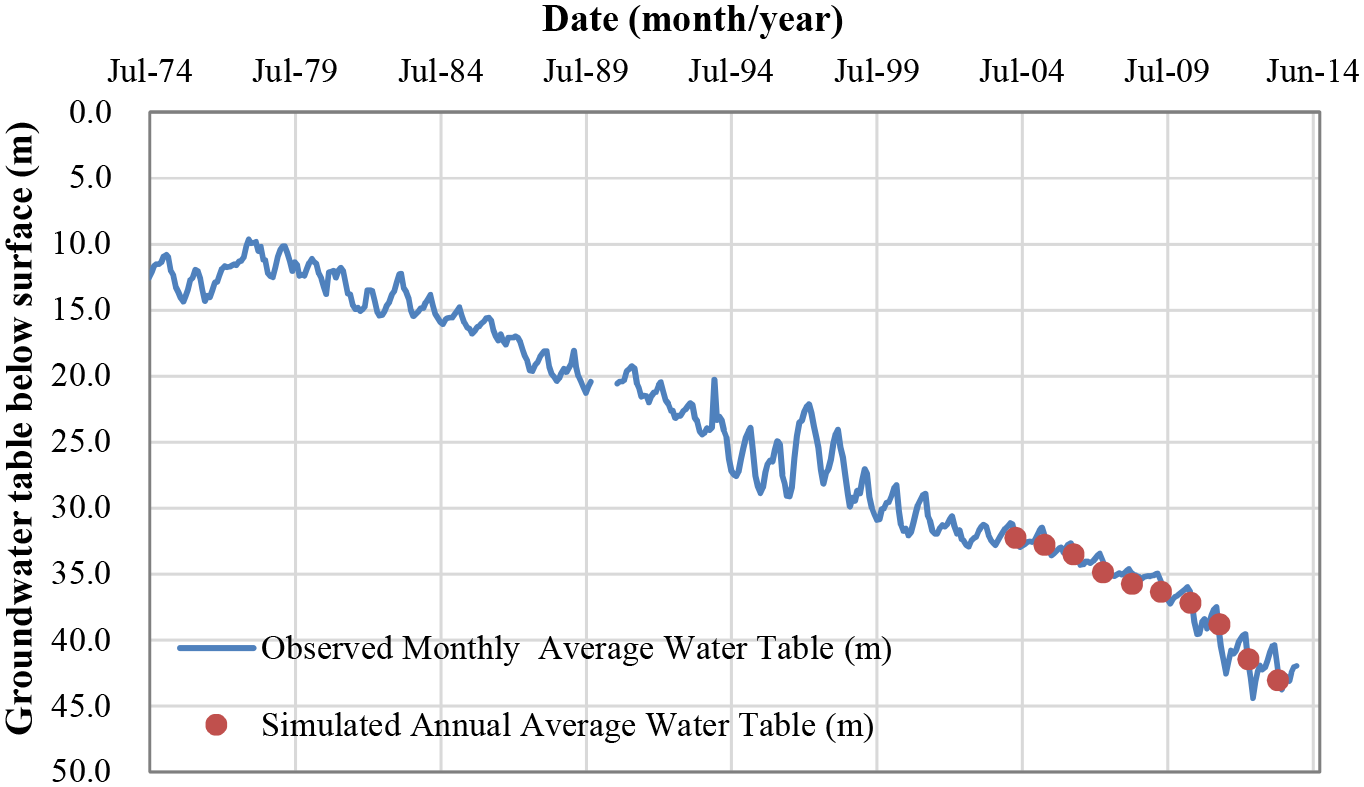 Date (month/year)
Jul-74 Jul-79 Jul-84 Jul-89 Jul-94 Jul-99 Jul-04 Jul-09 Jun-14
Groundwater table below surface (m)
0.0
5.0
10.0
15.0
20.0
25.0
30.0
35.0
40.0
45.0
50.0
Observed Monthly  Average Water Table (m)
Simulated Annual Average Water Table (m)